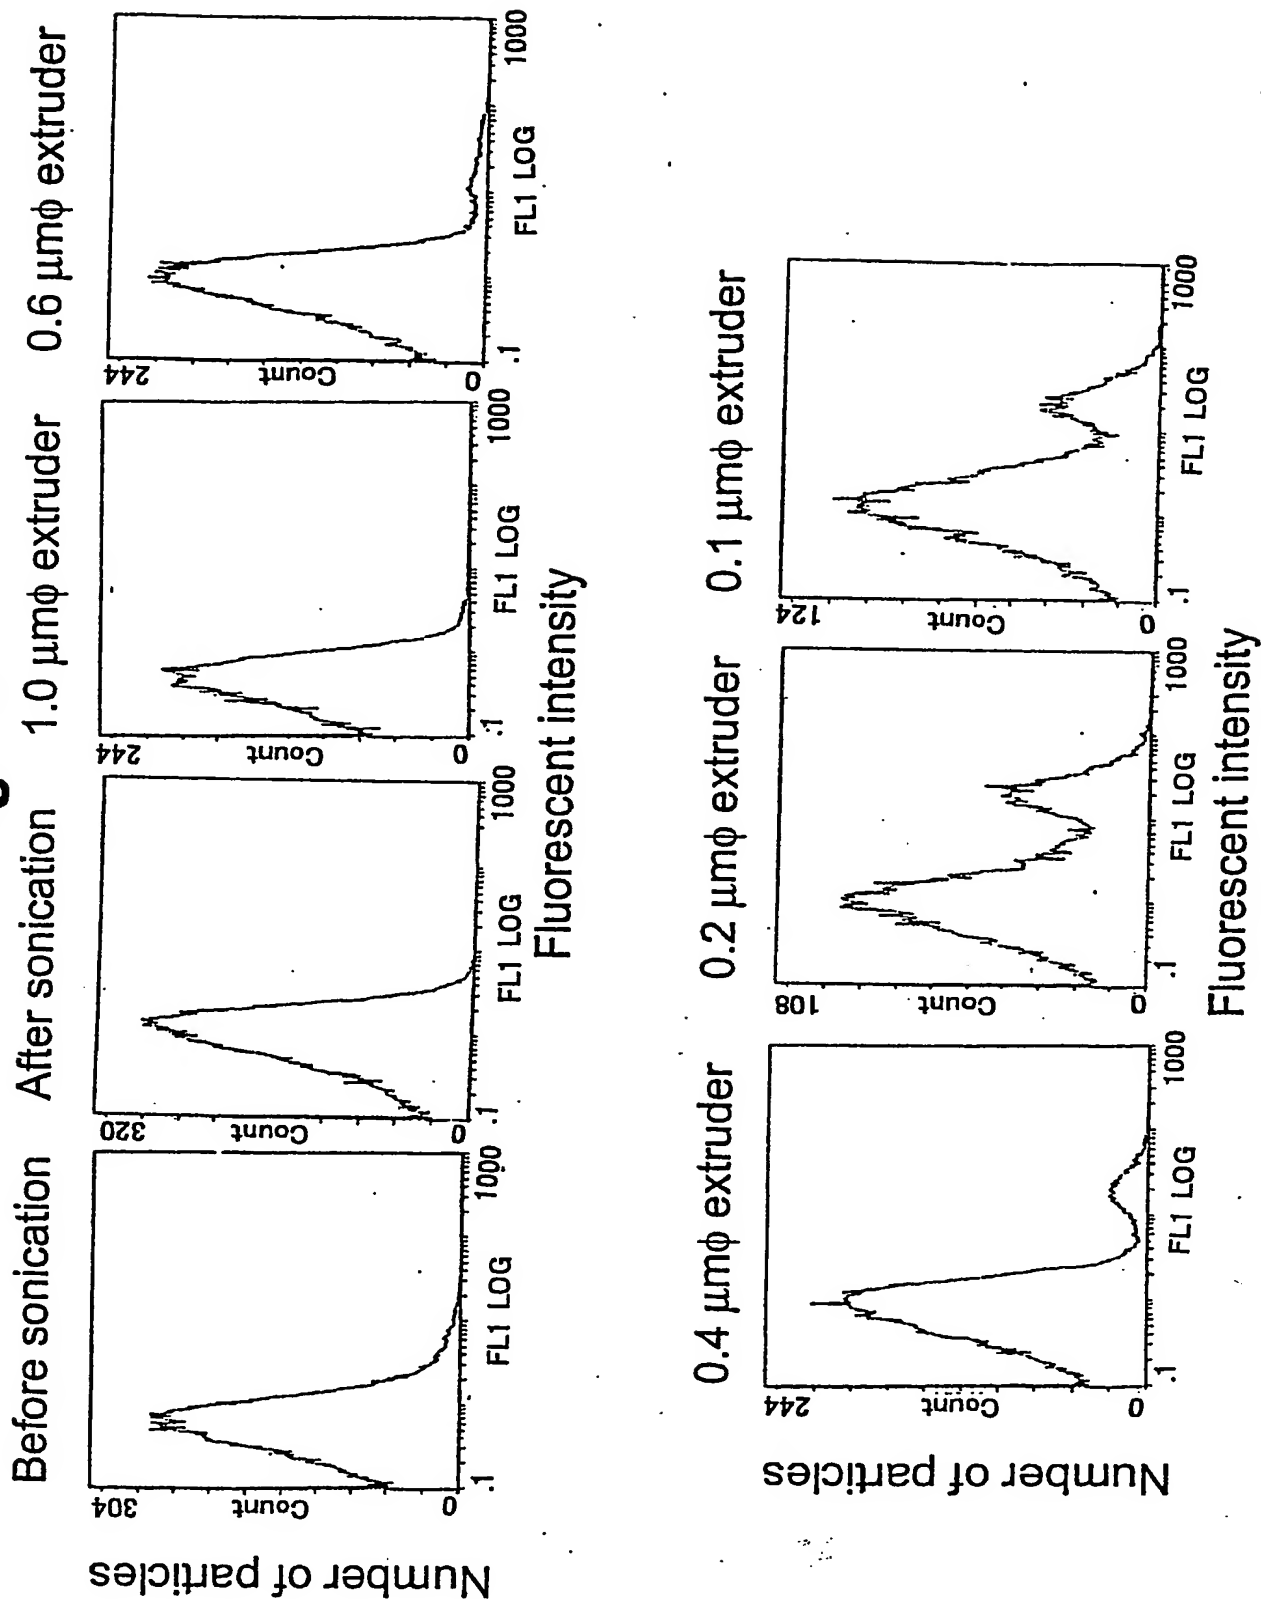 Before sonication
After sonication
1.0 μmφ extruder
0.6 μmφ extruder
Number of particles
304
Count
0
.1
FL1 LOG
1000
320
Count
0
.1
FL1 LOG
1000
244
Count
0
.1
FL1 LOG
1000
244
Count
0
.1
FL1 LOG
1000
Fluorescent intensity
0.4 μmφ extruder
0.2 μmφ extruder
0.1 μmφ extruder
Number of particles
244
Count
0
.1
FL1 LOG
1000
108
Count
0
.1
FL1 LOG
1000
124
Count
0
.1
FL1 LOG
1000
Fluorescent intensity